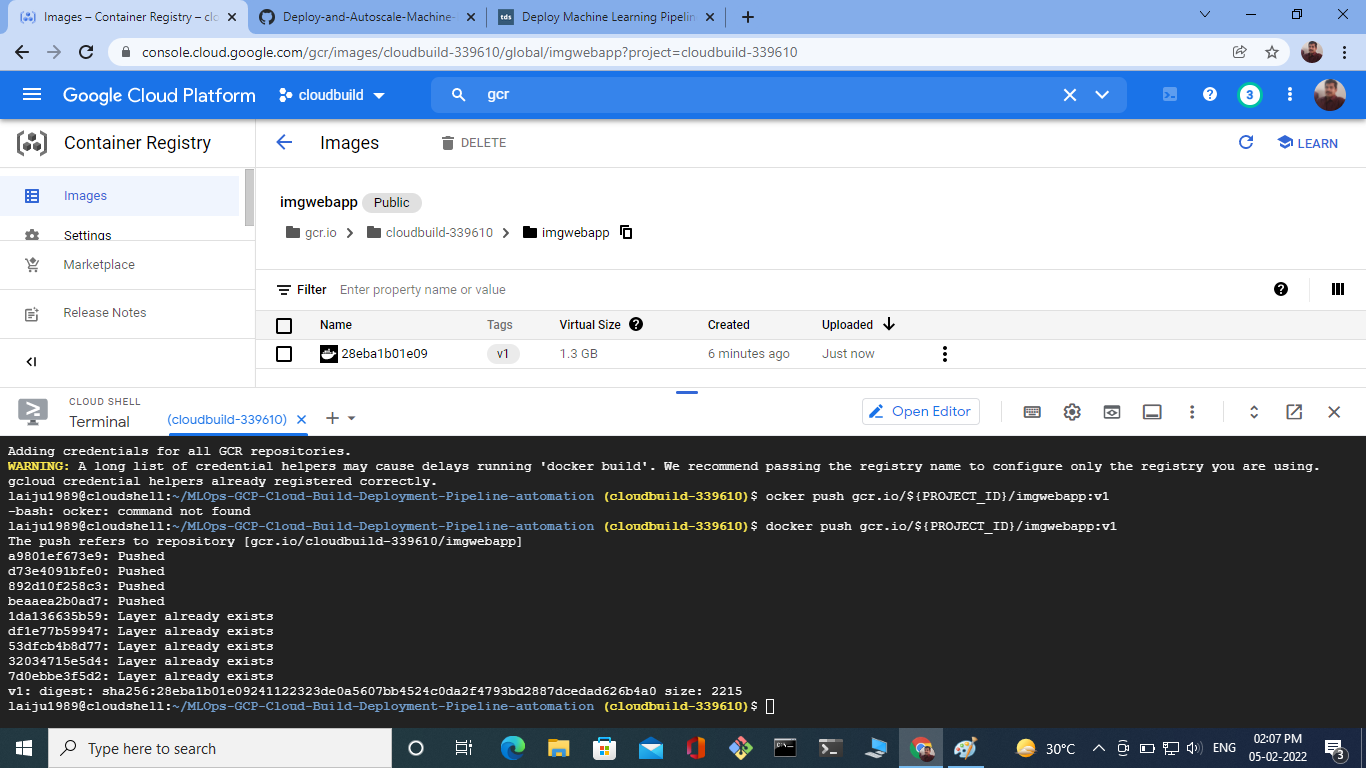 Images – Container Registry – clo
Deploy-and-Autoscale-Machine-
tds Deploy Machine Learning Pipelin
console.cloud.google.com/gcr/images/cloudbuild-339610/global/imgwebapp?project=cloudbuild-339610
Google Cloud Platform
cloudbuild
gcr
3
Container Registry
Images
DELETE
LEARN
Images
Settings
Marketplace
Release Notes
imgwebapp Public
gcr.io cloudbuild-339610 imgwebapp
Filter Enter property name or value
Name Tags Virtual Size Created Uploaded
28eba1b01e09 v1 1.3 GB 6 minutes ago Just now
CLOUD SHELL
Terminal
(cloudbuild-339610)
Open Editor
Adding credentials for all GCR repositories.
WARNING: A long list of credential helpers may cause delays running 'docker build'. We recommend passing the registry name to configure only the registry you are using.
gcloud credential helpers already registered correctly.
laiju1989@cloudshell:~/MLOps-GCP-Cloud-Build-Deployment-Pipeline-automation (cloudbuild-339610)$ ocker push gcr.io/${PROJECT_ID}/imgwebapp:v1
-bash: ocker: command not found
laiju1989@cloudshell:~/MLOps-GCP-Cloud-Build-Deployment-Pipeline-automation (cloudbuild-339610)$ docker push gcr.io/${PROJECT_ID}/imgwebapp:v1
The push refers to repository [gcr.io/cloudbuild-339610/imgwebapp]
a9801ef673e9: Pushed
d73e4091bfe0: Pushed
892d10f258c3: Pushed
beaaea2b0ad7: Pushed
1da136635b59: Layer already exists
df1e77b59947: Layer already exists
53dfcb4b8d77: Layer already exists
32034715e5d4: Layer already exists
7d0ebbe3f5d2: Layer already exists
v1: digest: sha256:28eba1b01e09241122323de0a5607bb4524c0da2f4793bd2887dcedad626b4a0 size: 2215
laiju1989@cloudshell:~/MLOps-GCP-Cloud-Build-Deployment-Pipeline-automation (cloudbuild-339610)$
Type here to search
30°C
ENG
02:07 PM
05-02-2022
3